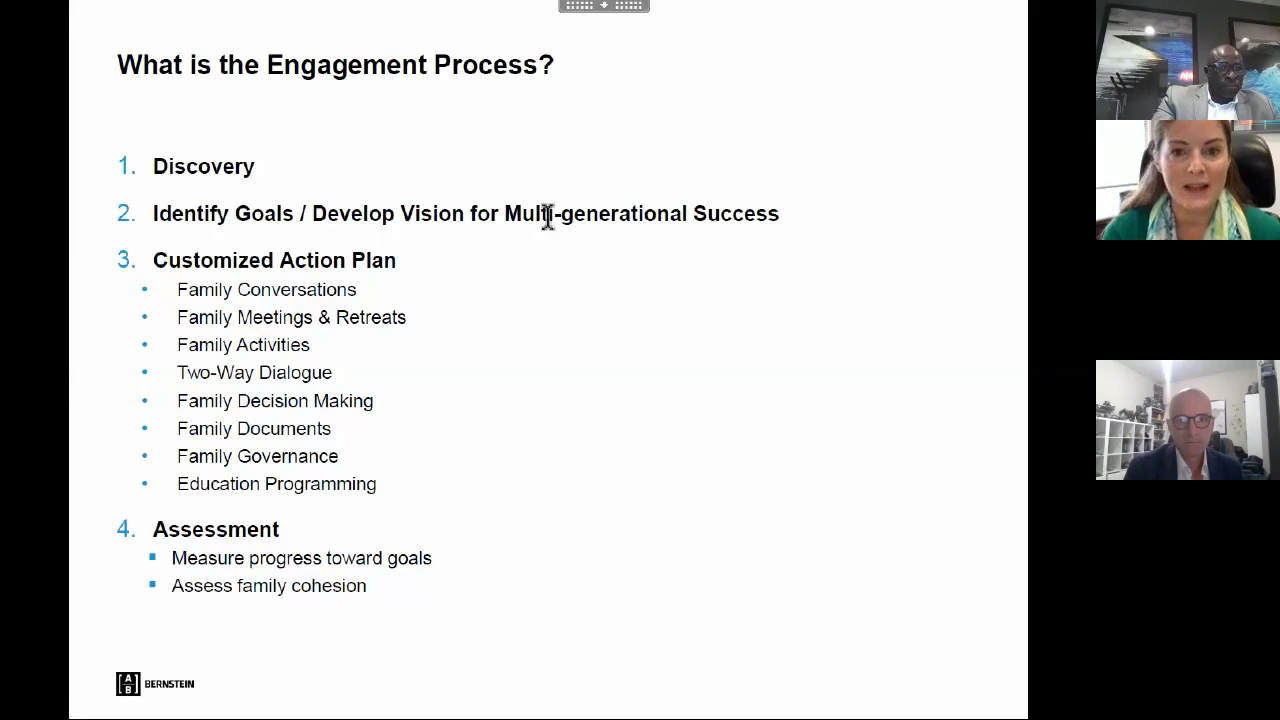 What is the Engagement Process?
1. Discovery
2. Identify Goals / Develop Vision for Multi-generational Success
3. Customized Action Plan
• Family Conversations
• Family Meetings & Retreats
• Family Activities
• Two-Way Dialogue
• Family Decision Making
• Family Documents
• Family Governance
• Education Programming
4. Assessment
▪ Measure progress toward goals
▪ Assess family cohesion
[A B] BERNSTEIN